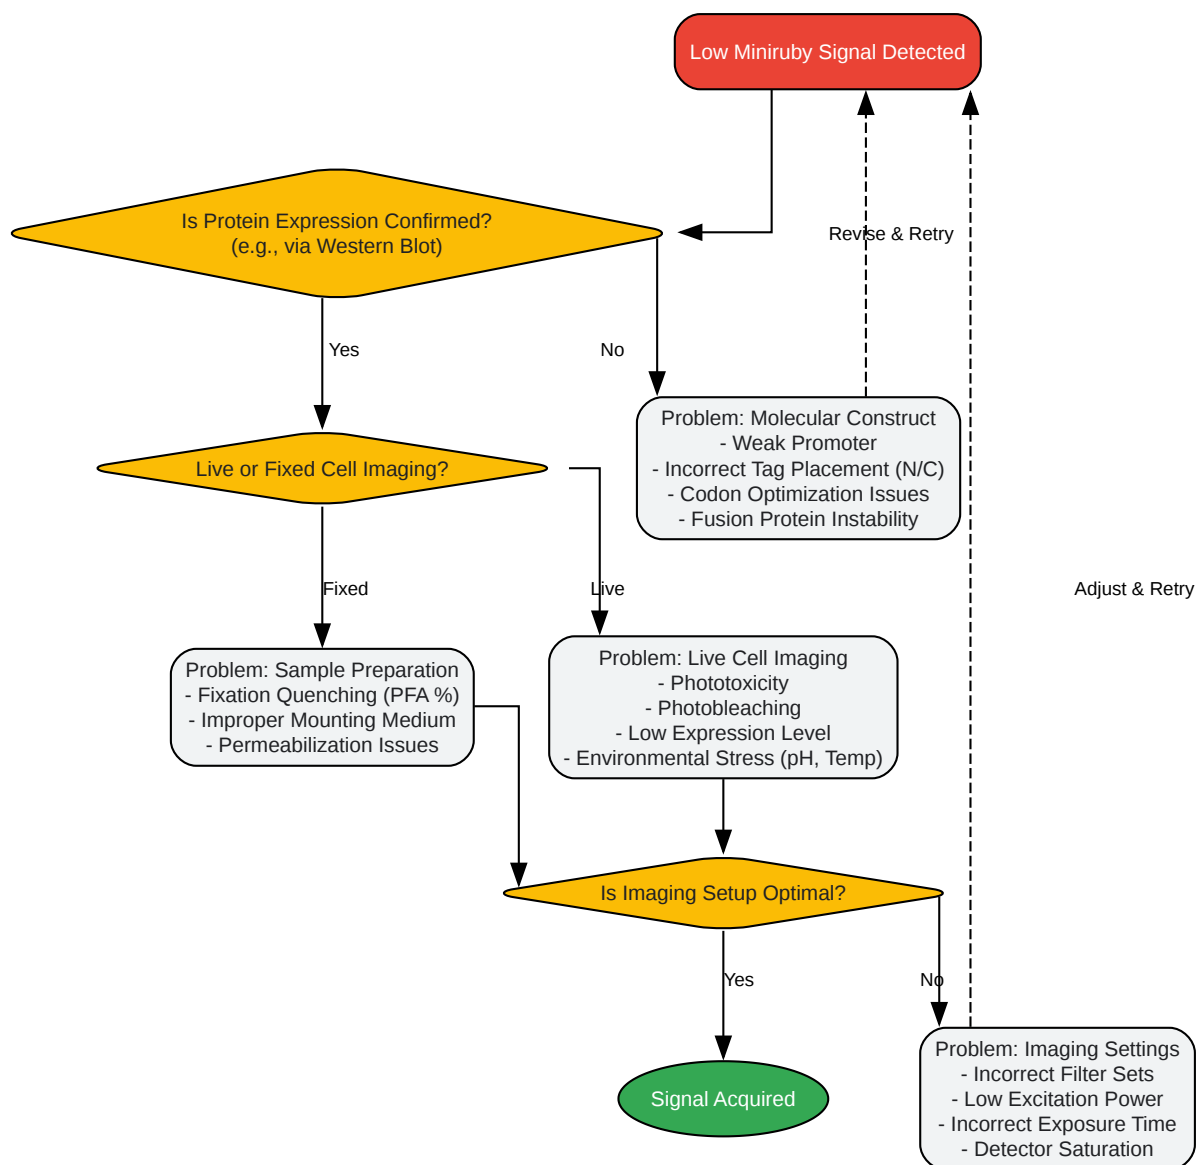 Low Miniruby Signal Detected
Is Protein Expression Confirmed?
(e.g., via Western Blot)
Revise & Retry
Yes
No
Problem: Molecular Construct
- Weak Promoter
- Incorrect Tag Placement (N/C)
- Codon Optimization Issues
- Fusion Protein Instability
Live or Fixed Cell Imaging?
Fixed
Live
Adjust & Retry
Problem: Sample Preparation
- Fixation Quenching (PFA %)
- Improper Mounting Medium
- Permeabilization Issues
Problem: Live Cell Imaging
- Phototoxicity
- Photobleaching
- Low Expression Level
- Environmental Stress (pH, Temp)
Is Imaging Setup Optimal?
Yes
No
Signal Acquired
Problem: Imaging Settings
- Incorrect Filter Sets
- Low Excitation Power
- Incorrect Exposure Time
- Detector Saturation